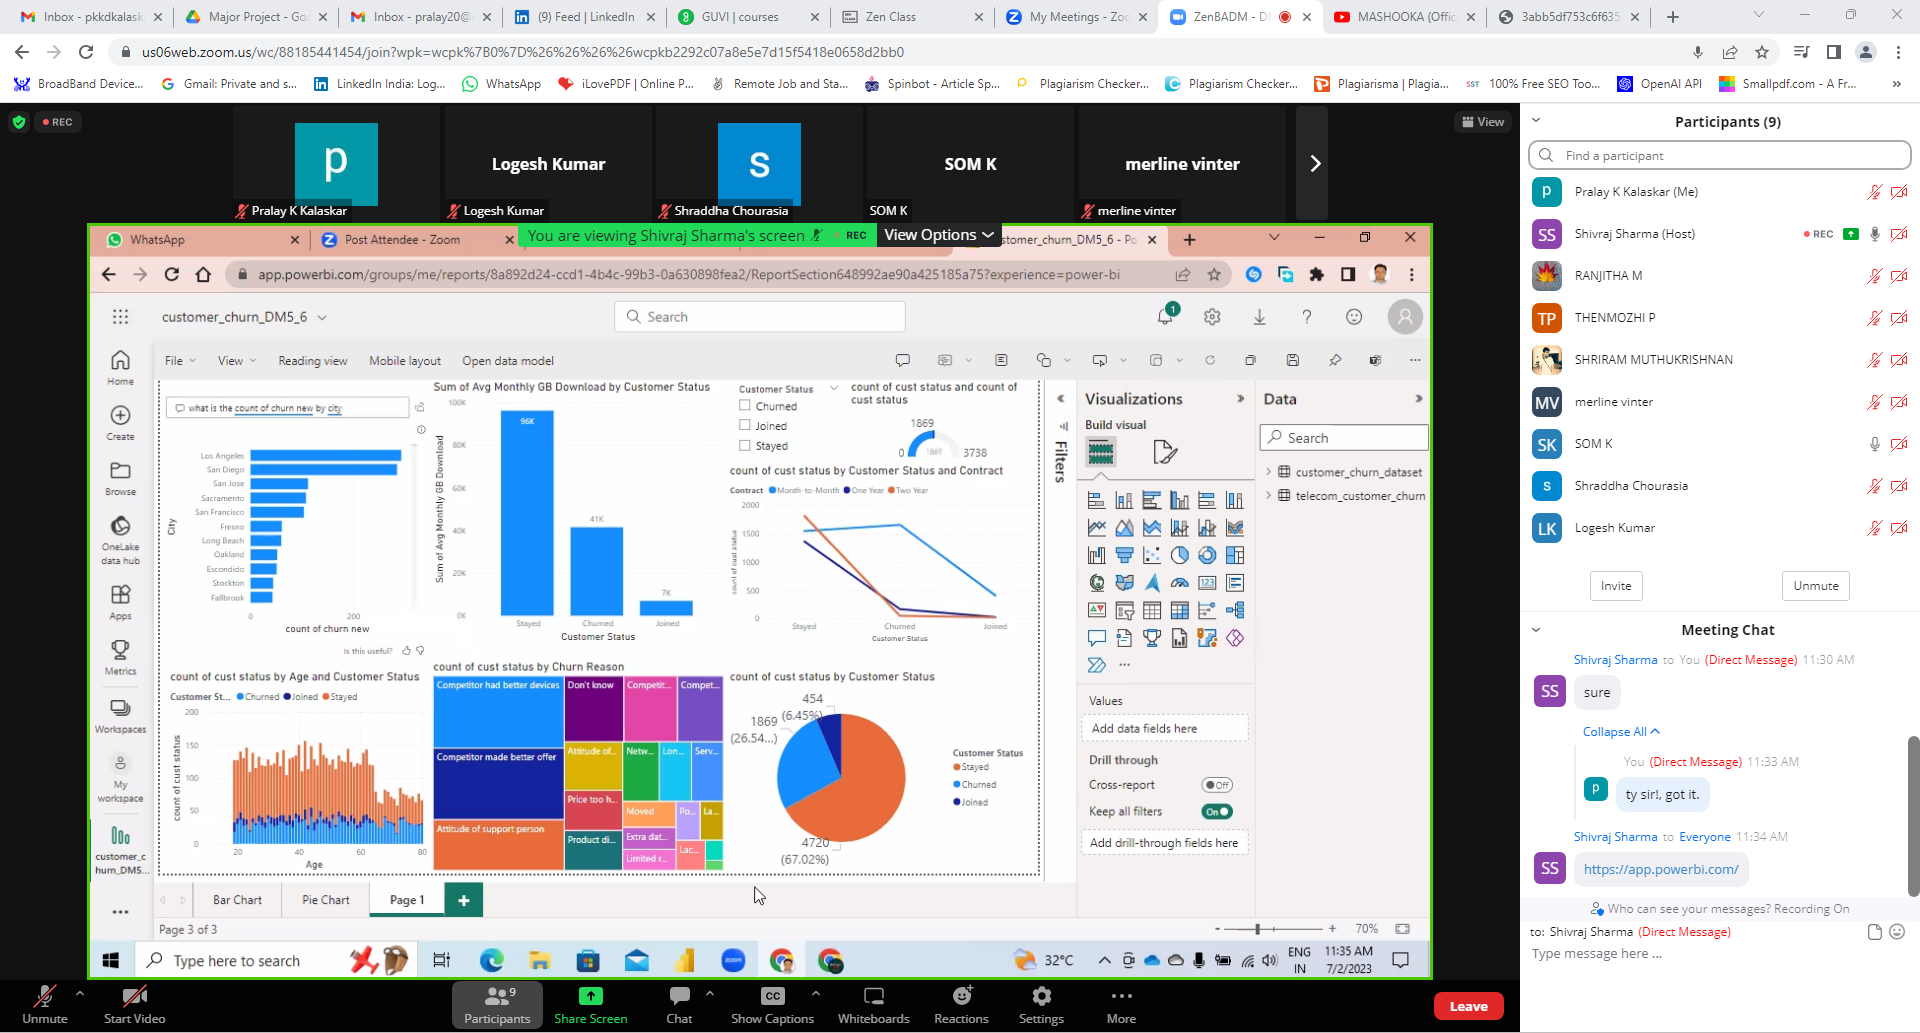 Inbox - pkkdkalask
Major Project - Goo
Inbox - pralay20@
(9) Feed | LinkedIn
GUVI | courses
Zen Class
My Meetings - Zoo
ZenBADM - D
MASHOOKA (Offic
3abb5df753c6f635
us06web.zoom.us/wc/88185441454/join?wpk=wcpk%7B0%7D%26%26%26%26wcpkb2292c07a8e5e7d15f5418e0658d2bb0
BroadBand Device...
Gmail: Private and s...
LinkedIn India: Log...
WhatsApp
iLovePDF | Online P...
Remote Job and Sta...
Spinbot - Article Sp...
Plagiarism Checker...
Plagiarism Checker...
Plagiarisma | Plagia...
SST 100% Free SEO Too...
OpenAI API
Smallpdf.com - A Fr...
REC
View
p
Logesh Kumar
s
SOM K
merline vinter
Pralay K Kalaskar
Logesh Kumar
Shraddha Chourasia
SOM K
merline vinter
WhatsApp
Post Attendee - Zoom
You are viewing Shivraj Sharma's screen
REC
View Options
stomer_churn_DM5_6 - Po
app.powerbi.com/groups/me/reports/8a892d24-ccd1-4b4c-99b3-0a630898fea2/ReportSection648992ae90a425185a75?experience=power-bi
customer_churn_DM5_6
Search
1
File
View
Reading view
Mobile layout
Open data model
Home
Create
Browse
OneLake
data hub
Apps
Metrics
Workspaces
My
workspace
customer_c
hurn_DM5...
what is the count of churn new by city
City
Los Angeles
San Diego
San Jose
Sacramento
San Francisco
Fresno
Long Beach
Oakland
Escondido
Stockton
Fallbrook
0
200
count of churn new
Is this useful?
Sum of Avg Monthly GB Download by Customer Status
Sum of Avg Monthly GB Download
100K
80K
60K
40K
20K
0K
96K
41K
7K
Stayed
Churned
Joined
Customer Status
Customer Status
Churned
Joined
Stayed
count of cust status and count of
cust status
1869
0
1869
3738
count of cust status by Customer Status and Contract
Contract
Month-to-Month
One Year
Two Year
count of cust status
2000
1500
1000
500
0
Stayed
Churned
Joined
Customer Status
count of cust status by Age and Customer Status
Customer St...
Churned
Joined
Stayed
count of cust status
200
150
100
50
0
20
40
60
80
Age
count of cust status by Churn Reason
Competitor had better devices
Competitor made better offer
Attitude of support person
Don't know
Attitude of...
Price too h...
Product di...
Competit...
Compet...
Netw...
Lon...
Serv...
Moved
Po...
La...
Extra dat...
Limited r...
Lac...
count of cust status by Customer Status
454
(6.45%)
1869
(26.54...)
4720
(67.02%)
Customer Status
Stayed
Churned
Joined
Filters
Visualizations
Build visual
Values
Add data fields here
Drill through
Cross-report
Off
Keep all filters
On
Add drill-through fields here
Data
Search
customer_churn_dataset
telecom_customer_churn
Bar Chart
Pie Chart
Page 1
Page 3 of 3
70%
Type here to search
zoom
32°C
ENG
IN
11:35 AM
7/2/2023
Participants (9)
Find a participant
p Pralay K Kalaskar (Me)
SS Shivraj Sharma (Host)
REC
RANJITHA M
TP THENMOZHI P
SHRIRAM MUTHUKRISHNAN
MV merline vinter
SK SOM K
s Shraddha Chourasia
LK Logesh Kumar
Invite
Unmute
Meeting Chat
Shivraj Sharma to You (Direct Message) 11:30 AM
SS sure
Collapse All
You (Direct Message) 11:33 AM
p ty sir!, got it.
Shivraj Sharma to Everyone 11:34 AM
SS https://app.powerbi.com/
Who can see your messages? Recording On
to: Shivraj Sharma (Direct Message)
Type message here ...
Unmute
Start Video
9
Participants
Share Screen
Chat
CC
Show Captions
Whiteboards
Reactions
Settings
More
Leave